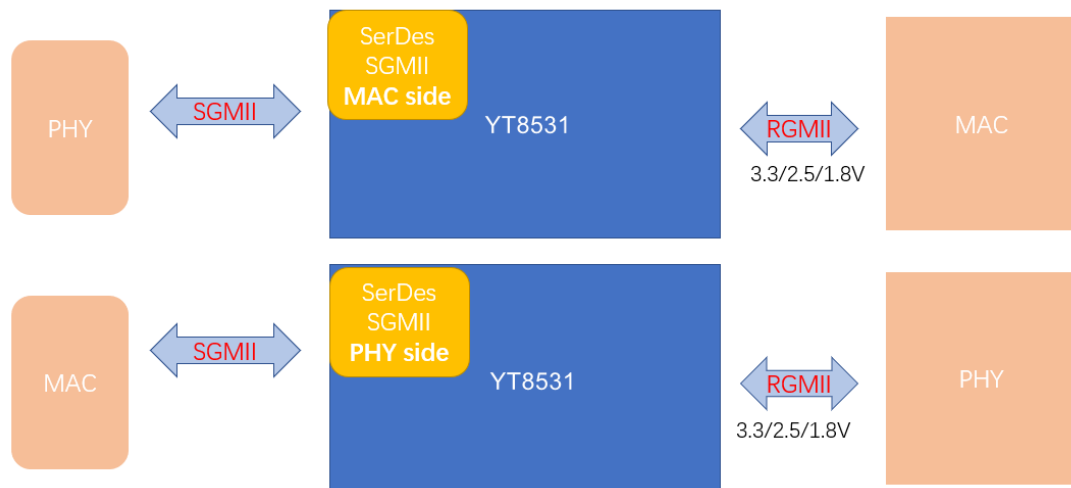 SerDes
SGMII
MAC side
PHY
SGMII
YT8531
RGMII
MAC
3.3/2.5/1.8V
SerDes
SGMII
PHY side
MAC
SGMII
YT8531
RGMII
PHY
3.3/2.5/1.8V